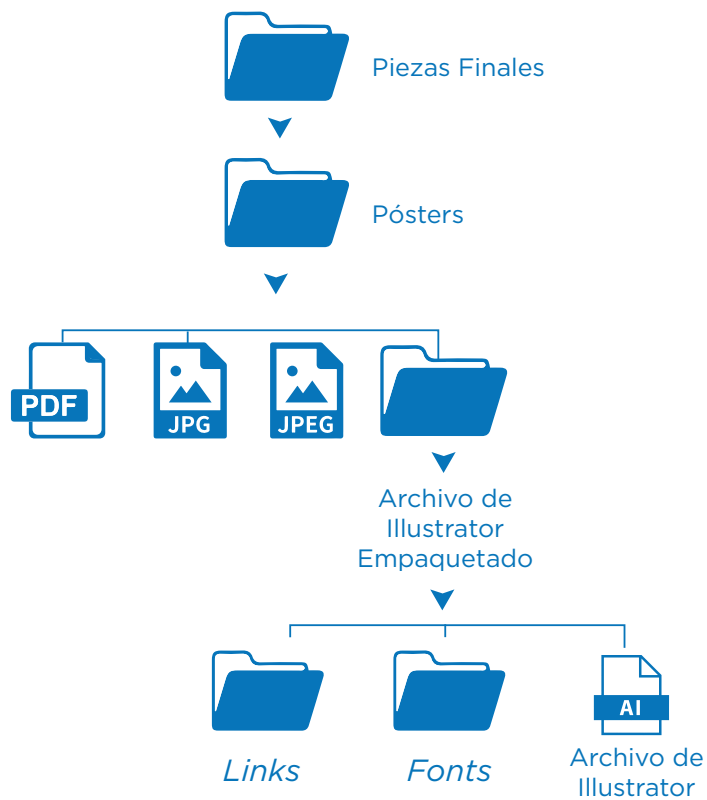 Piezas Finales
Pósters
PDF
JPG
JPEG
Archivo de
Illustrator
Empaquetado
Links
Fonts
AI
Archivo de
Illustrator